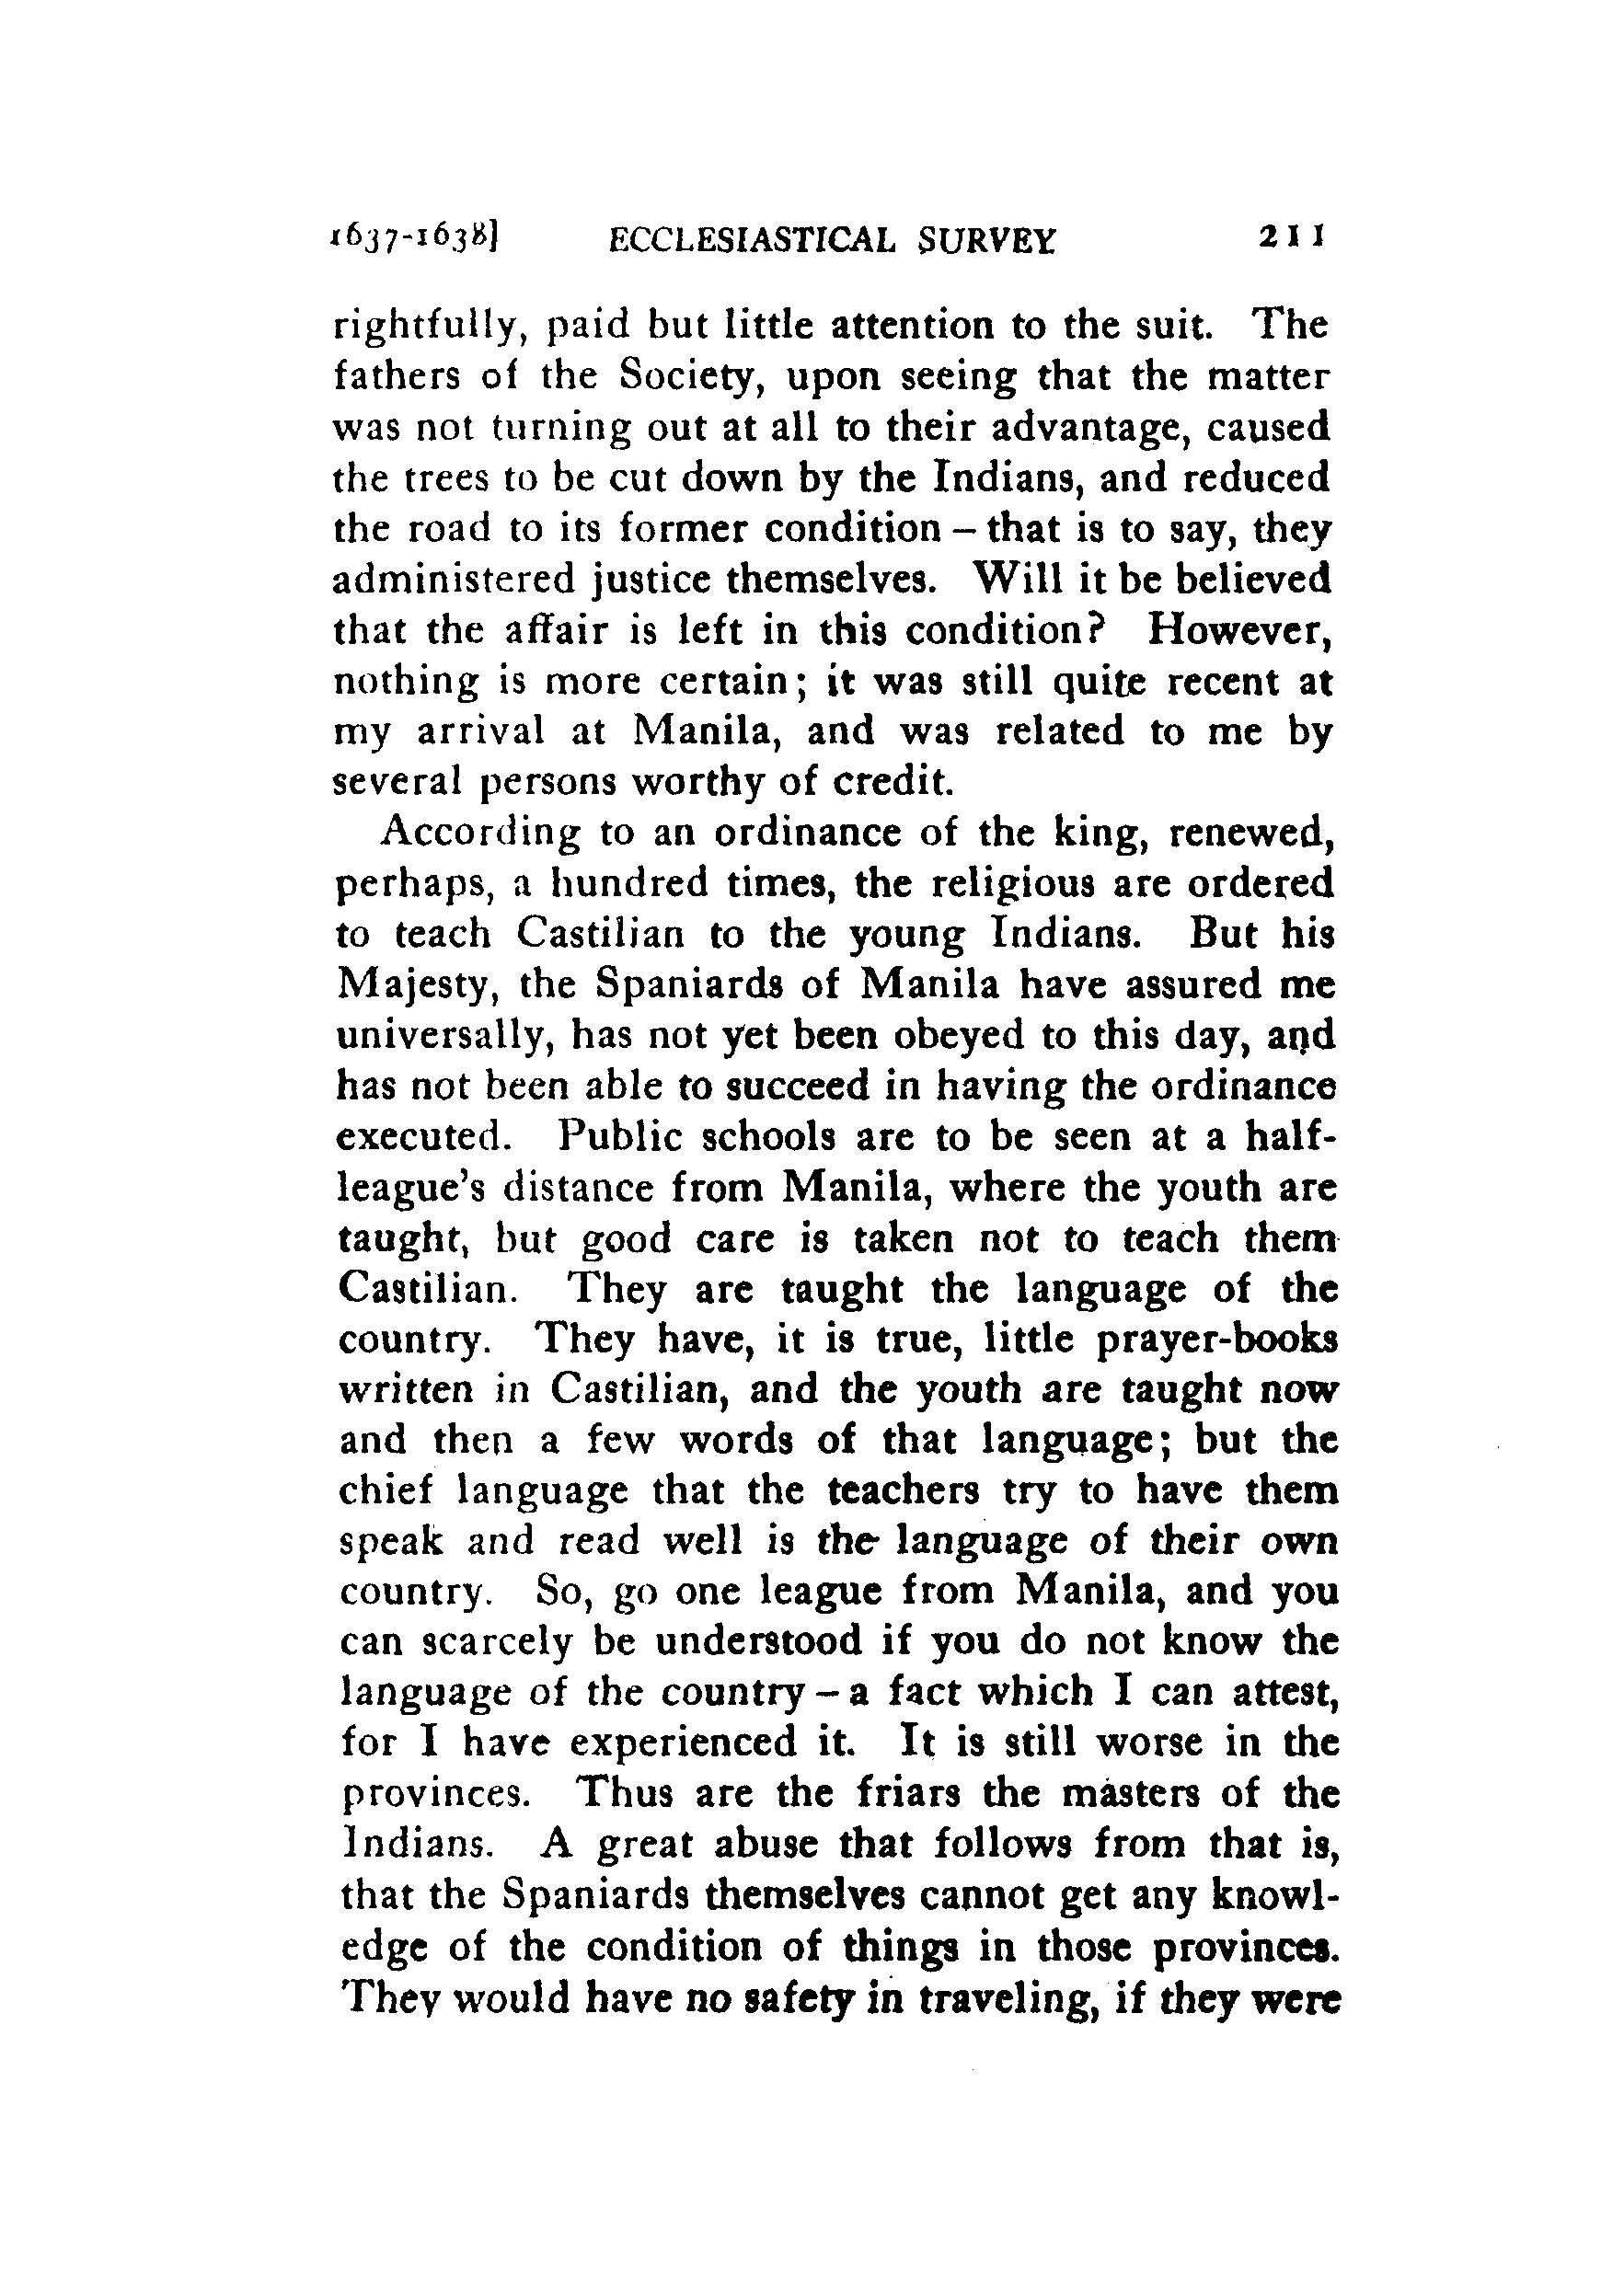 1637-1638] ECCLESIASTICAL SURVEY 211
rightfully, paid but little attention to the suit. The
fathers of the Society, upon seeing that the matter
was not turning out at all to their advantage, caused
the trees to be cut down by the Indians, and reduced
the road to its former condition – that is to say, they
administered justice themselves. Will it be believed
that the affair is left in this condition? However,
nothing is more certain; it was still quite recent at
my arrival at Manila, and was related to me by
several persons worthy of credit.
According to an ordinance of the king, renewed,
perhaps, a hundred times, the religious are ordered
to teach Castilian to the young Indians. But his
Majesty, the Spaniards of Manila have assured me
universally, has not yet been obeyed to this day, and
has not been able to succeed in having the ordinance
executed. Public schools are to be seen at a half-
league's distance from Manila, where the youth are
taught, but good care is taken not to teach them
Castilian. They are taught the language of the
country. They have, it is true, little prayer-books
written in Castilian, and the youth are taught now
and then a few words of that language; but the
chief language that the teachers try to have them
speak and read well is the language of their own
country. So, go one league from Manila, and you
can scarcely be understood if you do not know the
language of the country – a fact which I can attest,
for I have experienced it. It is still worse in the
provinces. Thus are the friars the masters of the
Indians. A great abuse that follows from that is,
that the Spaniards themselves cannot get any knowl-
edge of the condition of things in those provinces.
They would have no safety in traveling, if they were